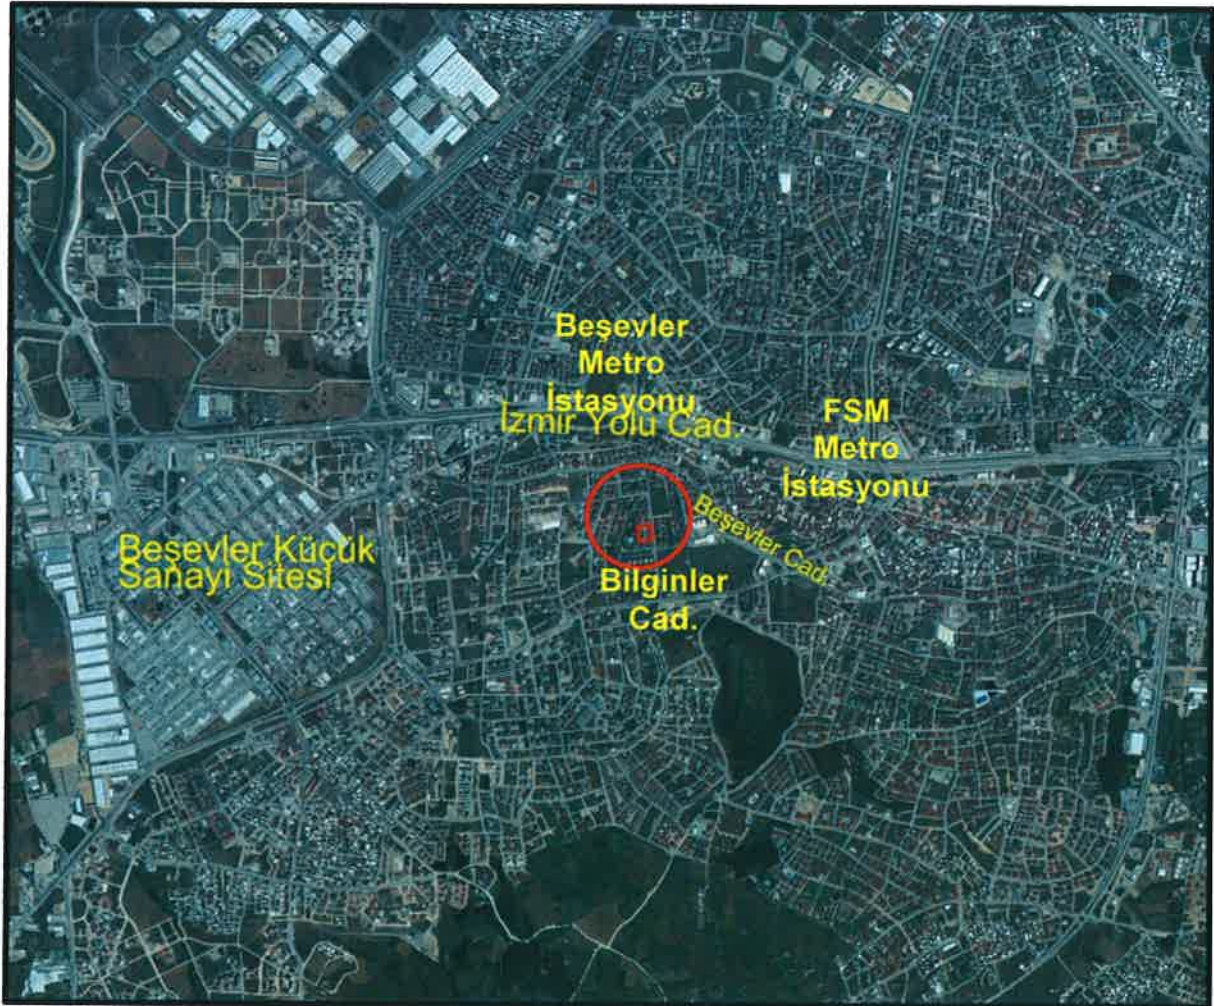 Beşevler
Metro
İstasyonu
İzmir Yolu Cad.
FSM
Metro
İstasyonu
Beşevler Cad.
Beşevler Küçük
Sanayi Sitesi
Bilginler
Cad.